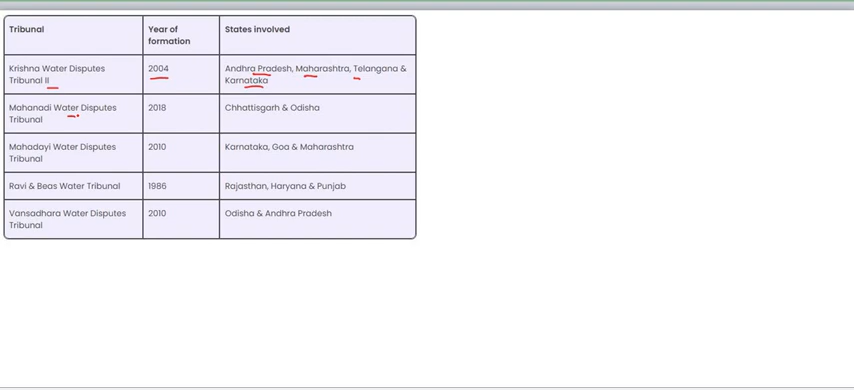 Tribunal
Year of
formation
States involved
Krishna Water Disputes
Tribunal II
2004
Andhra Pradesh, Maharashtra, Telangana &
Karnataka
Mahanadi Water Disputes
Tribunal
2018
Chhattisgarh & Odisha
Mahadayi Water Disputes
Tribunal
2010
Karnataka, Goa & Maharashtra
Ravi & Beas Water Tribunal
1986
Rajasthan, Haryana & Punjab
Vansadhara Water Disputes
Tribunal
2010
Odisha & Andhra Pradesh